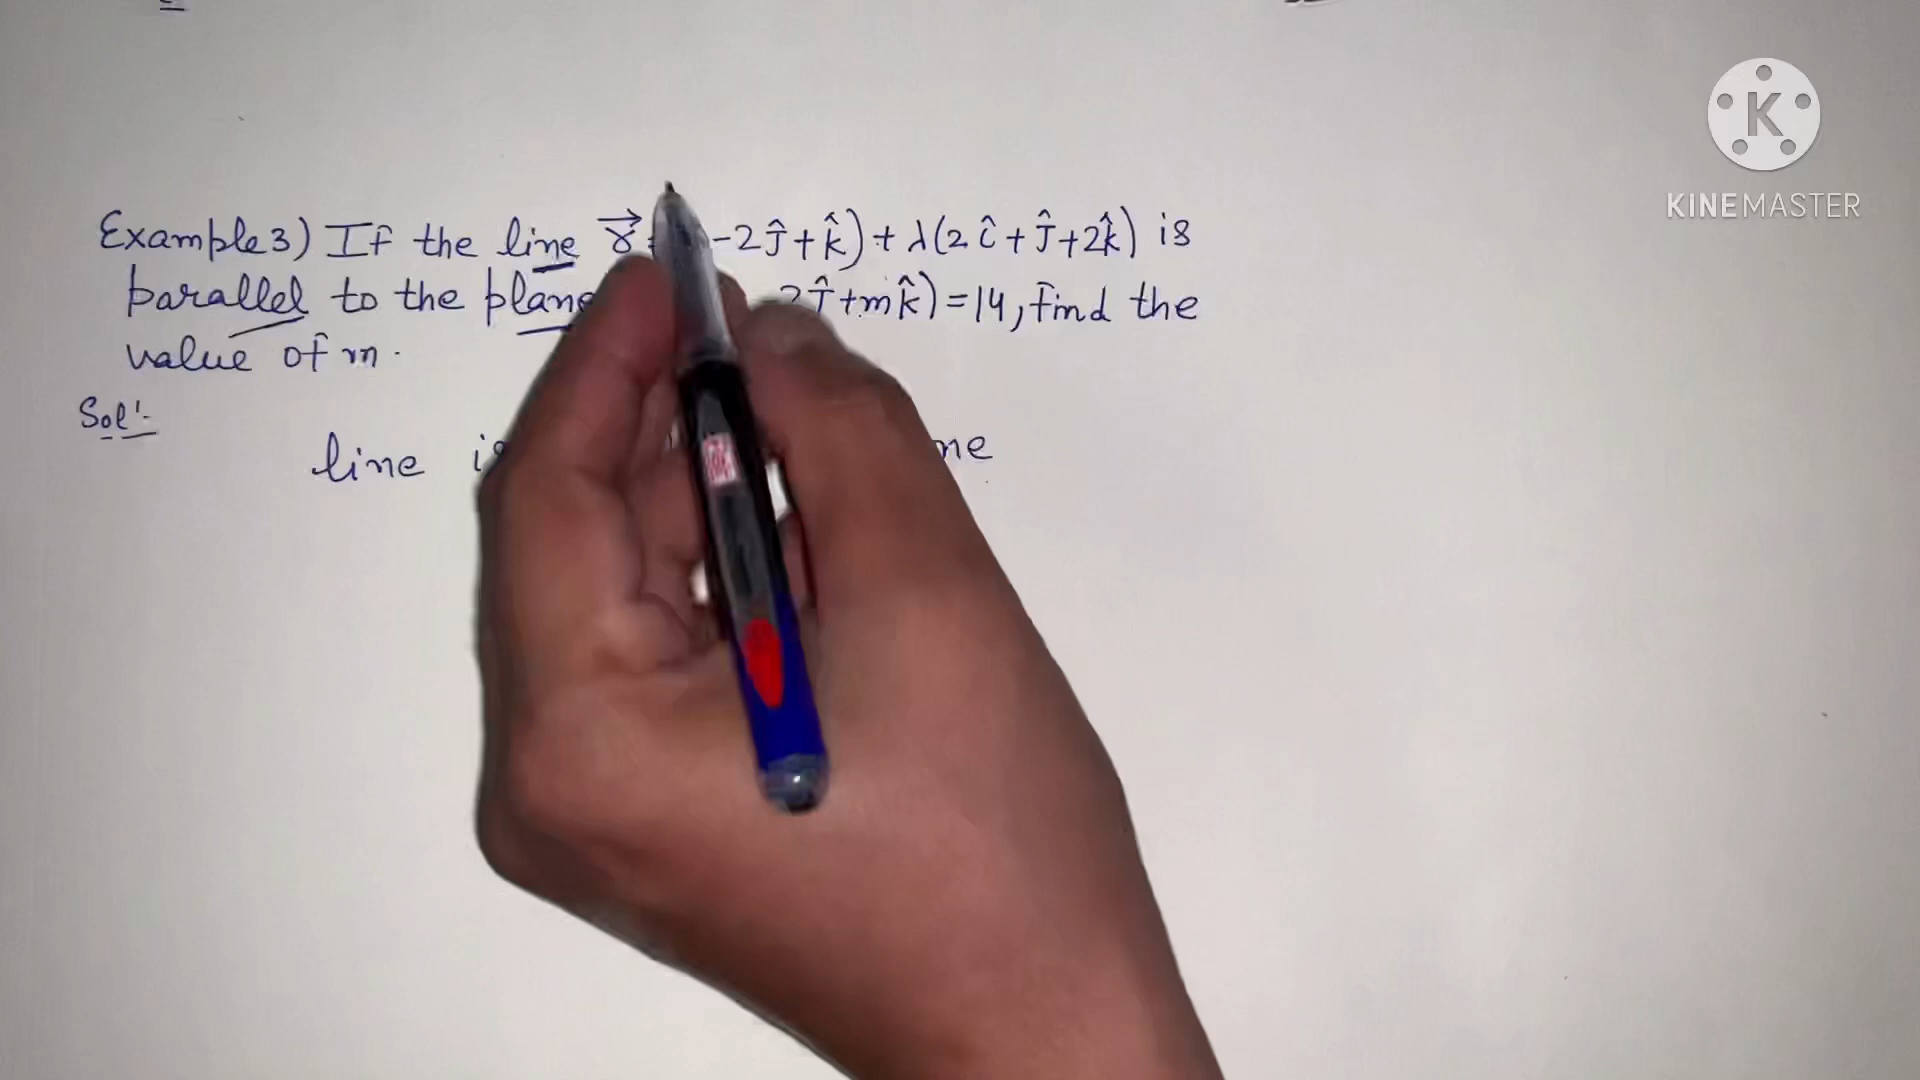 KINEMASTER
Example 3) If the line r⃗ -2ĵ+k̂)+λ(2î+ĵ+2k̂) is
parallel to the plane ĵ+mk̂)=14, find the
value of m.
Sol':
line